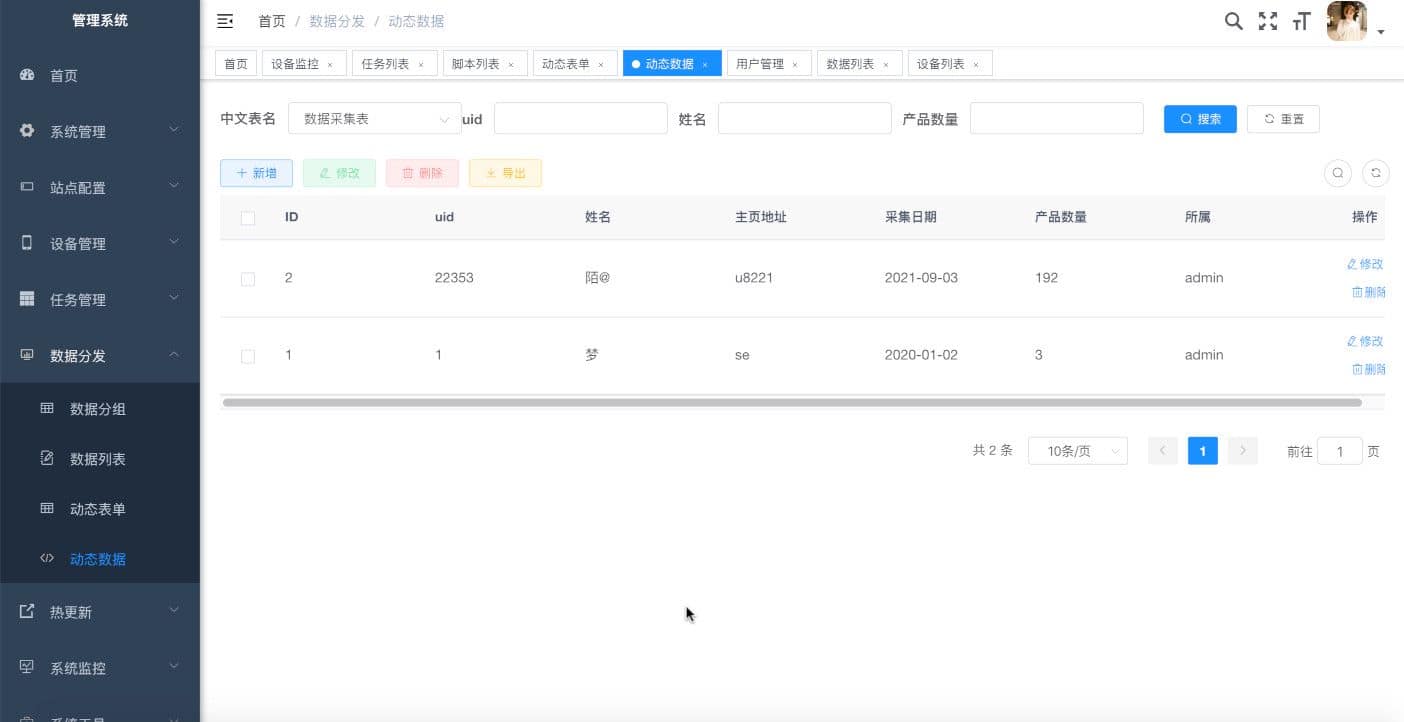 管理系统
首页
系统管理
站点配置
设备管理
任务管理
数据分发
数据分组
数据列表
动态表单
动态数据
热更新
系统监控
系统工具
首页 / 数据分发 / 动态数据
首页 设备监控 × 任务列表 × 脚本列表 × 动态表单 × 动态数据 × 用户管理 × 数据列表 × 设备列表 ×
中文表名 数据采集表 uid 姓名 产品数量 搜索 重置
新增 修改 删除 导出
ID uid 姓名 主页地址 采集日期 产品数量 所属 操作
2 22353 陌@ u8221 2021-09-03 192 admin 修改
删除
1 1 梦 se 2020-01-02 3 admin 修改
删除
共 2 条 10条/页 1 前往 1 页